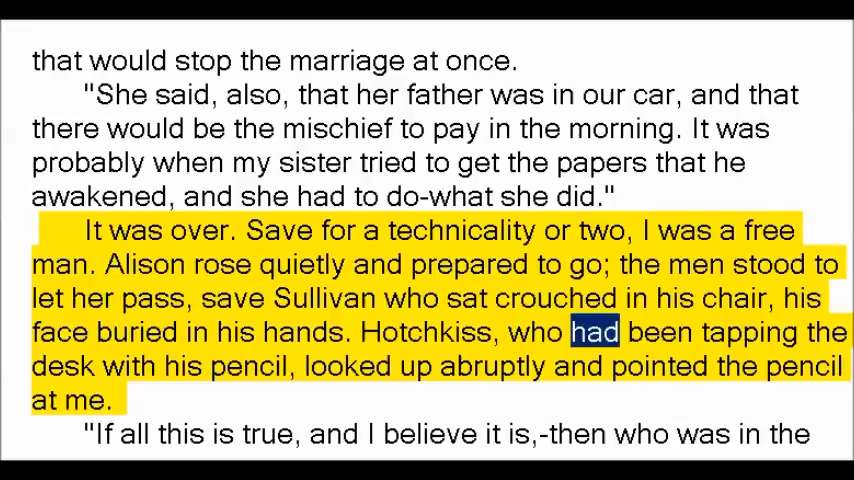 that would stop the marriage at once.
"She said, also, that her father was in our car, and that
there would be the mischief to pay in the morning. It was
probably when my sister tried to get the papers that he
awakened, and she had to do-what she did."
It was over. Save for a technicality or two, I was a free
man. Alison rose quietly and prepared to go; the men stood to
let her pass, save Sullivan who sat crouched in his chair, his
face buried in his hands. Hotchkiss, who had been tapping the
desk with his pencil, looked up abruptly and pointed the pencil
at me.
"If all this is true, and I believe it is,-then who was in the